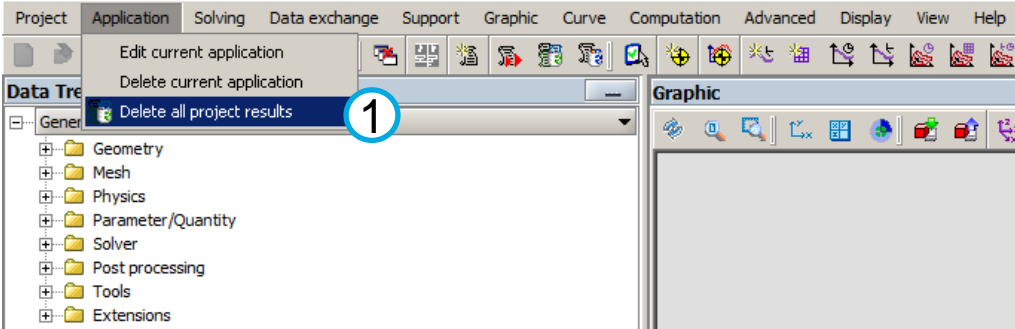 Project Application Solving Data exchange Support Graphic Curve Computation Advanced Display View Help
Edit current application
Delete current application
Delete all project results
1
Data Tre
Graphic
Gener
Geometry
Mesh
Physics
Parameter/Quantity
Solver
Post processing
Tools
Extensions